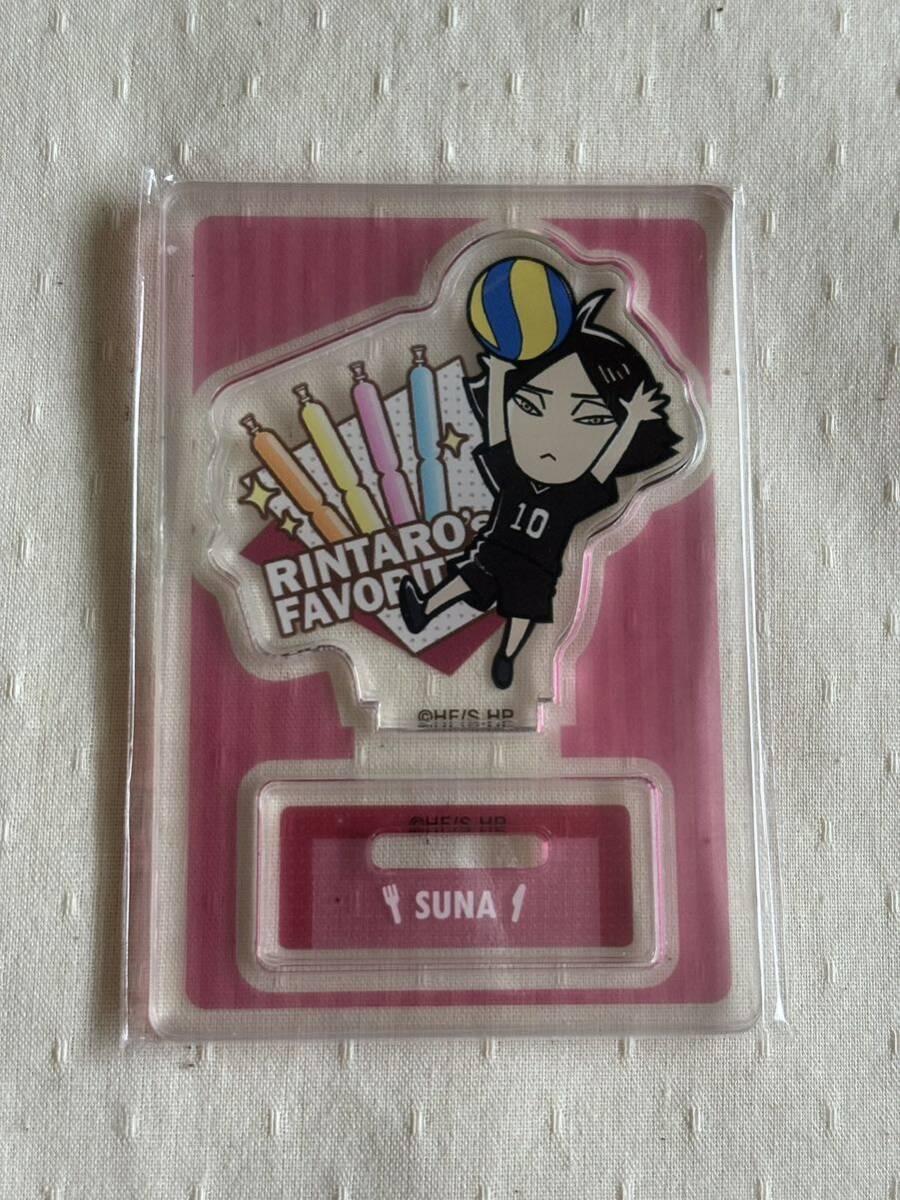 10
RINTARO's
FAVORITE
©HF/S,HP
©HF/S,HP
SUNA